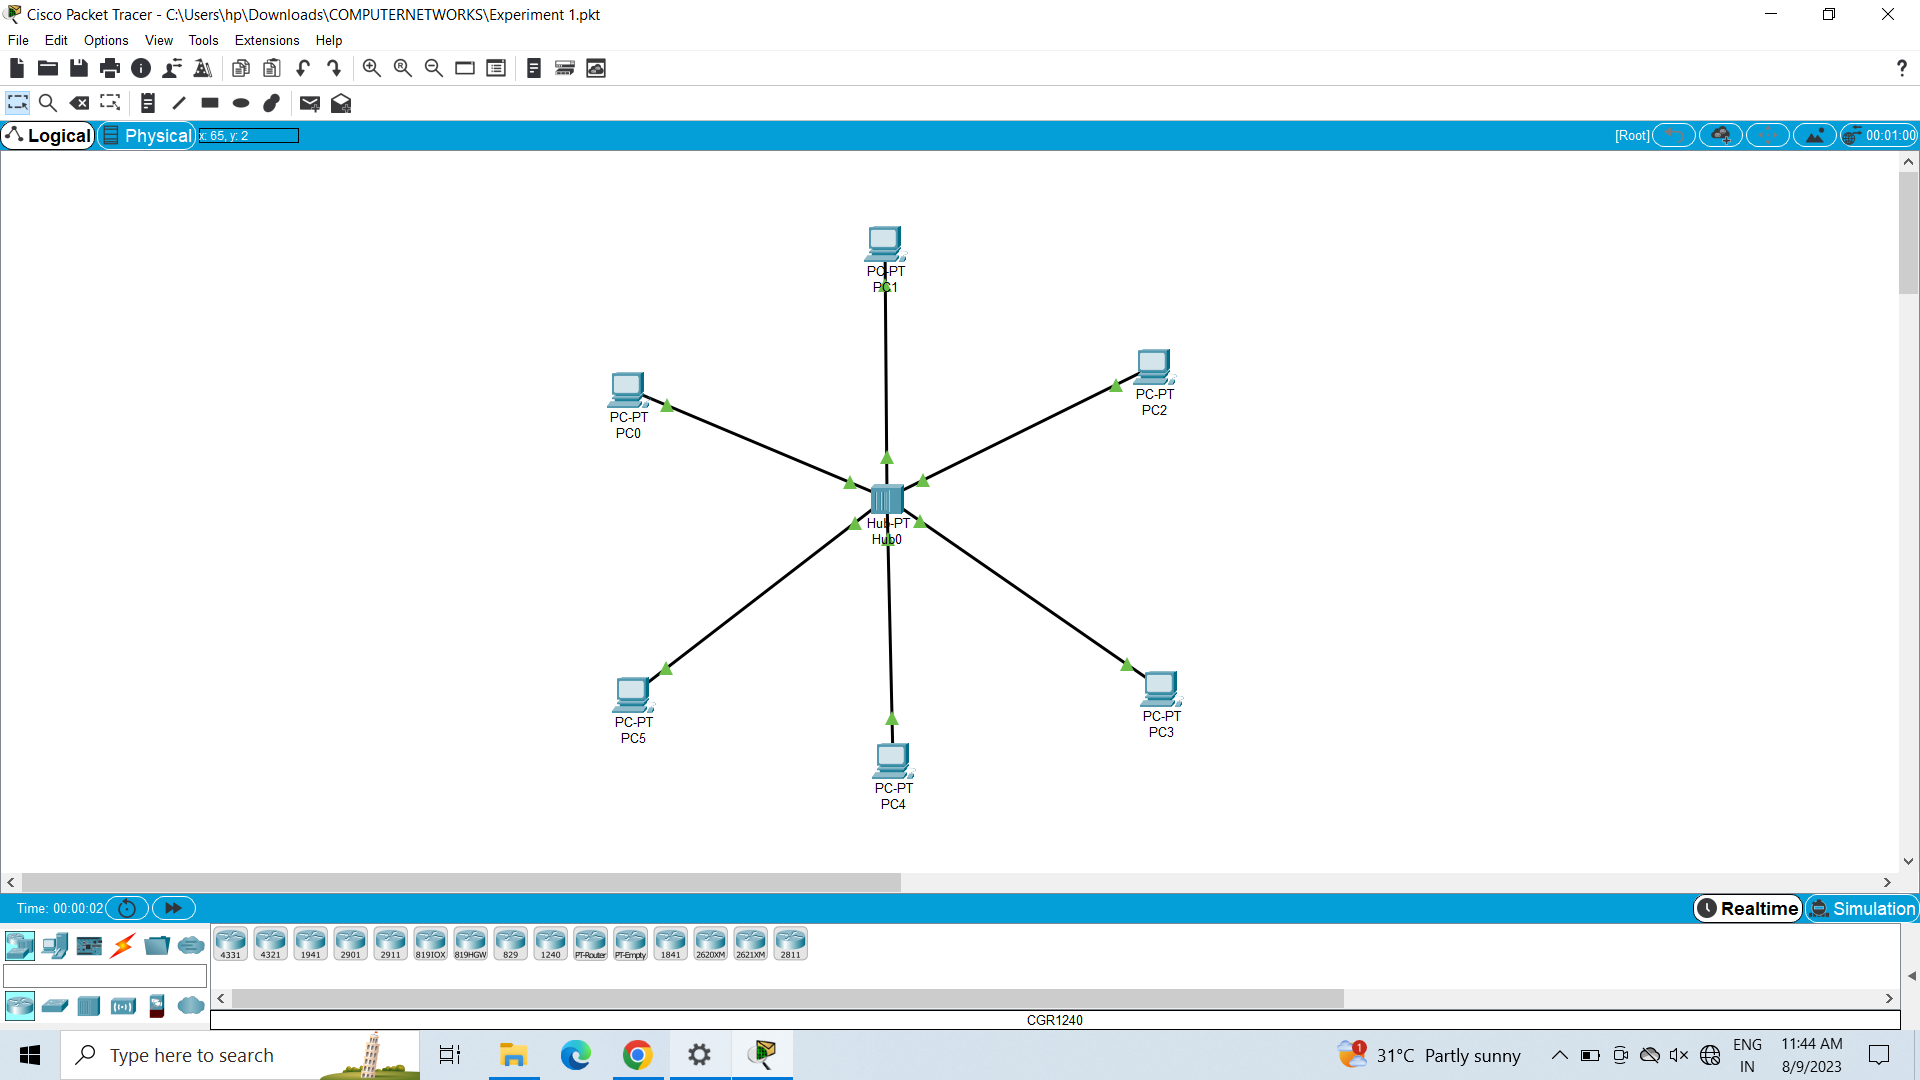 Cisco Packet Tracer - C:\Users\hp\Downloads\COMPUTERNETWORKS\Experiment 1.pkt
File Edit Options View Tools Extensions Help
Logical Physical x: 65, y: 2 [Root] 00:01:00
PC-PT
PC1
PC-PT
PC2
PC-PT
PC0
Hub-PT
Hub0
PC-PT
PC5
PC-PT
PC3
PC-PT
PC4
Time: 00:00:02 Realtime Simulation
4331 4321 1941 2901 2911 819IOX 819HGW 829 1240 PT-Router PT-Empty 1841 2620XM 2621XM 2811
CGR1240
Type here to search 1 31°C Partly sunny ENG IN 11:44 AM 8/9/2023